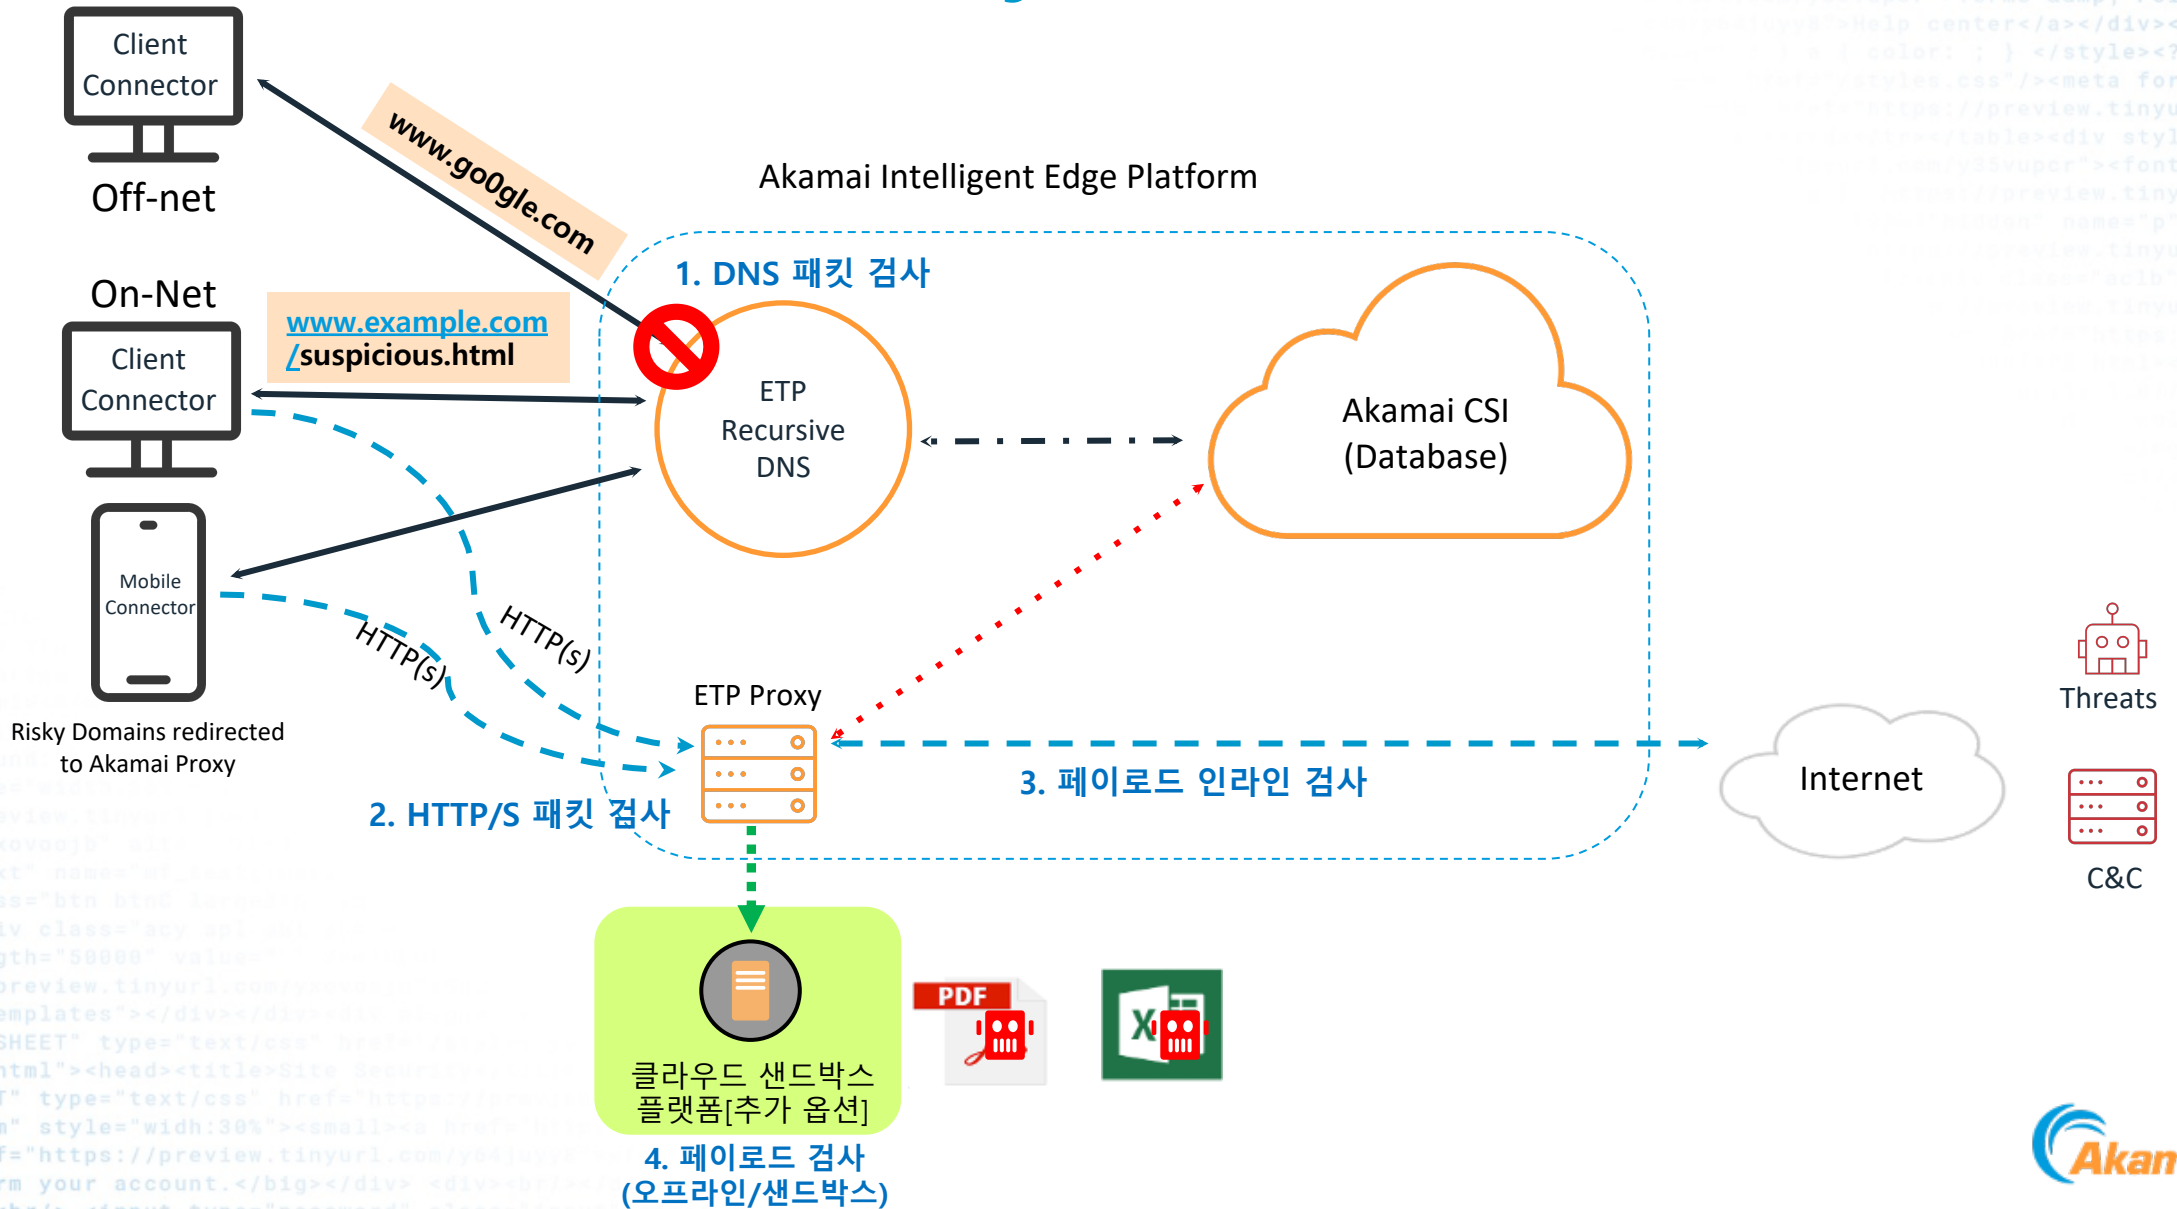 Client
Connector
Off-net
www.go0gle.com
Akamai Intelligent Edge Platform
On-Net
Client
Connector
www.example.com
/suspicious.html
1. DNS 패킷 검사
ETP
Recursive
DNS
Akamai CSI
(Database)
Mobile
Connector
HTTP(s)
HTTP(s)
Risky Domains redirected
to Akamai Proxy
ETP Proxy
2. HTTP/S 패킷 검사
3. 페이로드 인라인 검사
Internet
Threats
C&C
클라우드 샌드박스
플랫폼[추가 옵션]
PDF
X
4. 페이로드 검사
(오프라인/샌드박스)
Akam